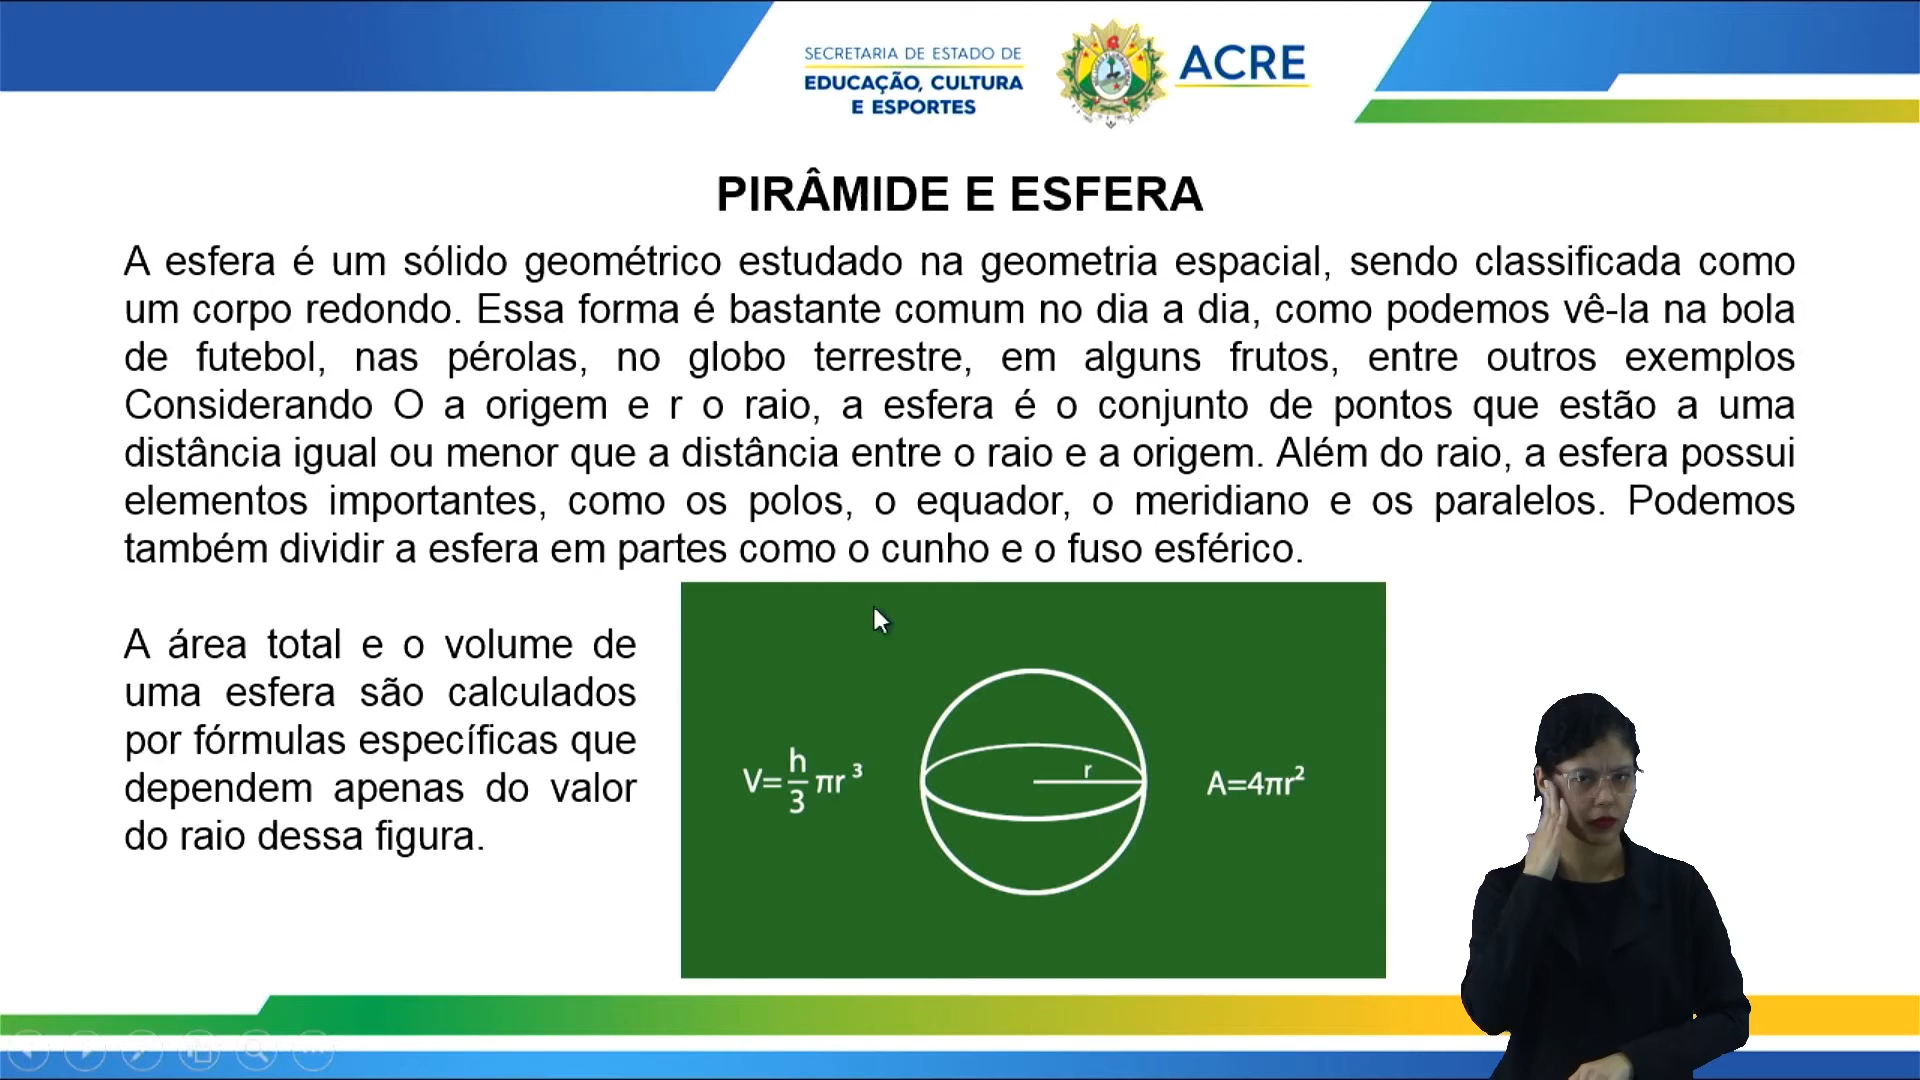 SECRETARIA DE ESTADO DE
EDUCAÇÃO, CULTURA
E ESPORTES
ACRE
PIRÂMIDE E ESFERA
A esfera é um sólido geométrico estudado na geometria espacial, sendo classificada como
um corpo redondo. Essa forma é bastante comum no dia a dia, como podemos vê-la na bola
de futebol, nas pérolas, no globo terrestre, em alguns frutos, entre outros exemplos
Considerando O a origem e r o raio, a esfera é o conjunto de pontos que estão a uma
distância igual ou menor que a distância entre o raio e a origem. Além do raio, a esfera possui
elementos importantes, como os polos, o equador, o meridiano e os paralelos. Podemos
também dividir a esfera em partes como o cunho e o fuso esférico.
A área total e o volume de
uma esfera são calculados
por fórmulas específicas que
dependem apenas do valor
do raio dessa figura.
V=h/3 πr³
r
A=4πr²